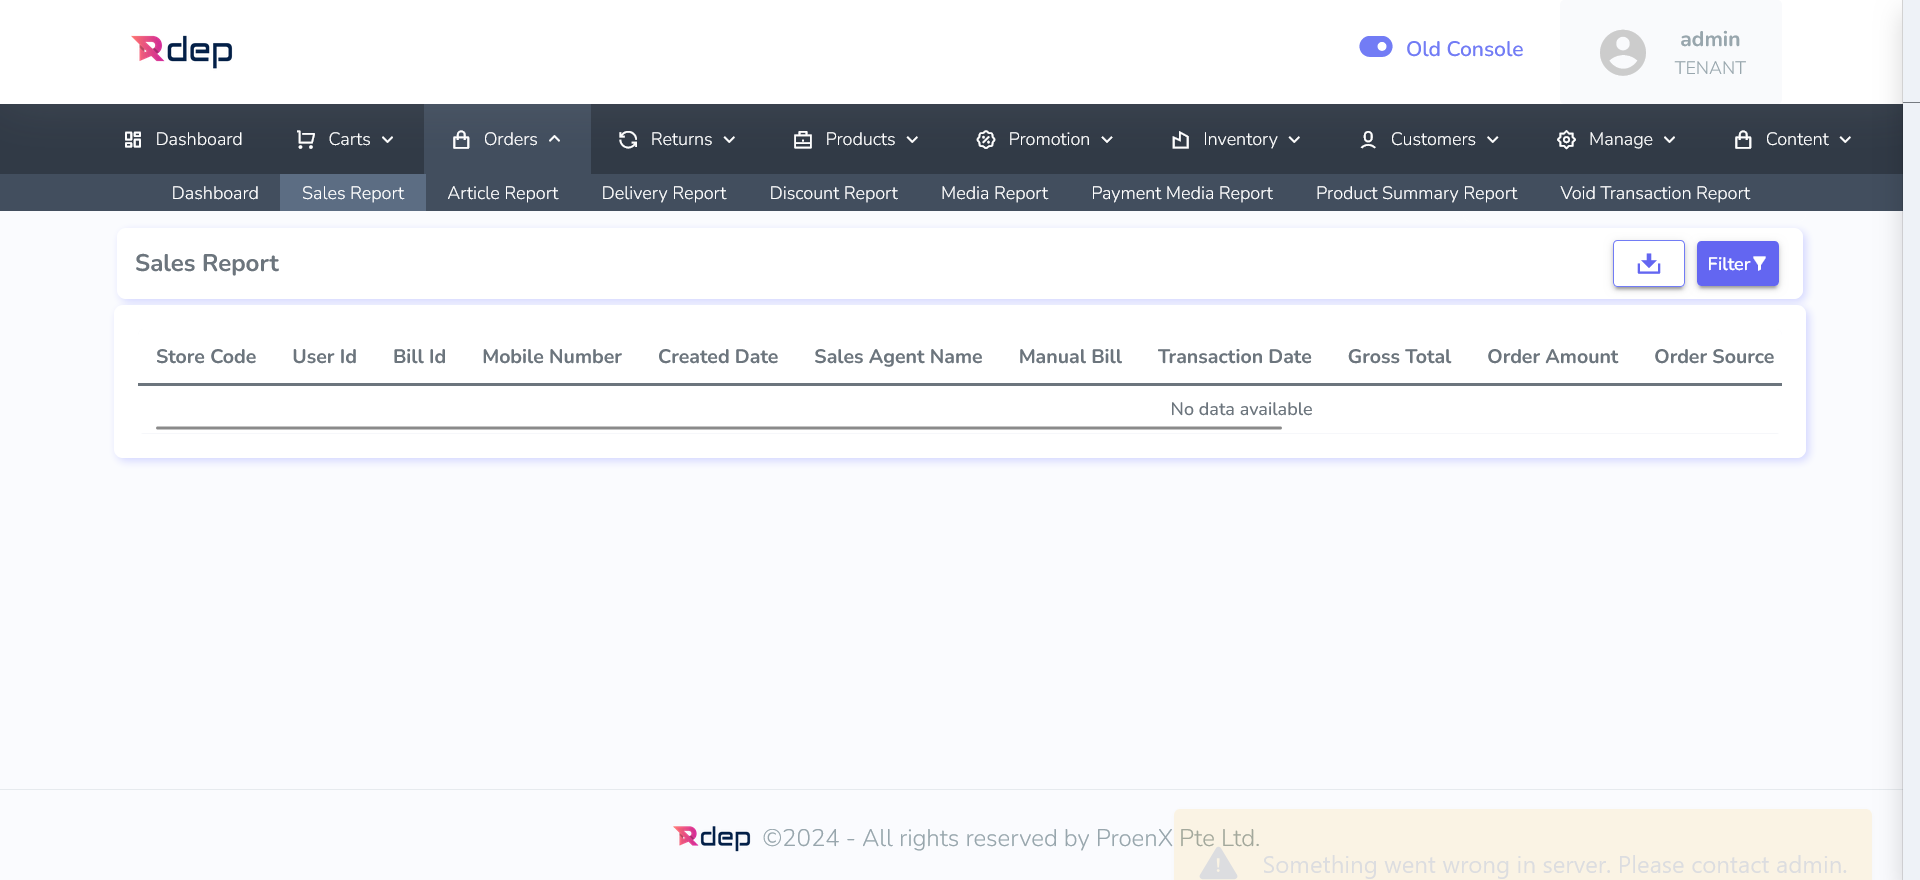 Rdep
Old Console
admin
TENANT
Dashboard Carts Orders Returns Products Promotion Inventory Customers Manage Content
Dashboard Sales Report Article Report Delivery Report Discount Report Media Report Payment Media Report Product Summary Report Void Transaction Report
Sales Report
Filter
Store Code User Id Bill Id Mobile Number Created Date Sales Agent Name Manual Bill Transaction Date Gross Total Order Amount Order Source
No data available
Rdep ©2024 - All rights reserved by ProenX Pte Ltd.
Something went wrong in server. Please contact admin.